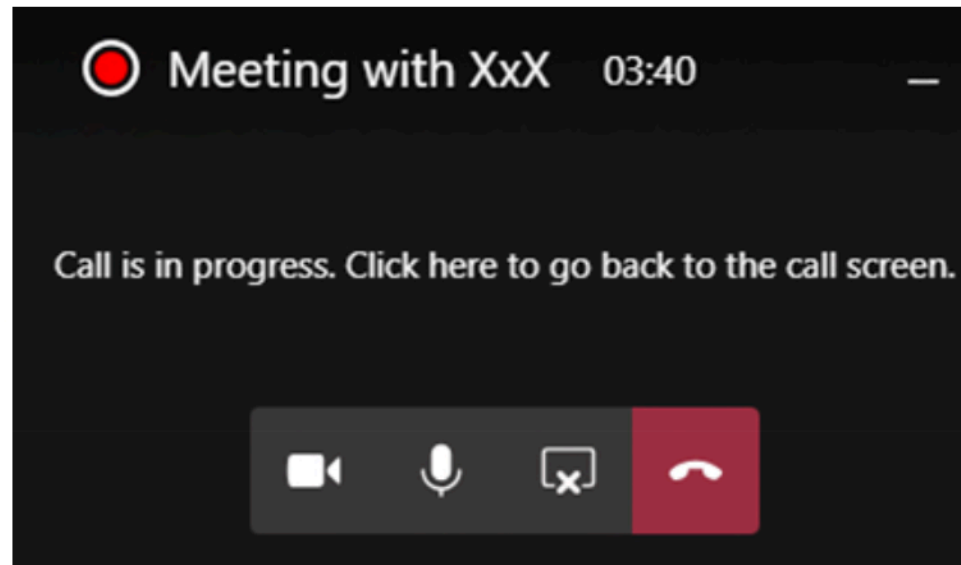 Meeting with XxX 03:40
Call is in progress. Click here to go back to the call screen.